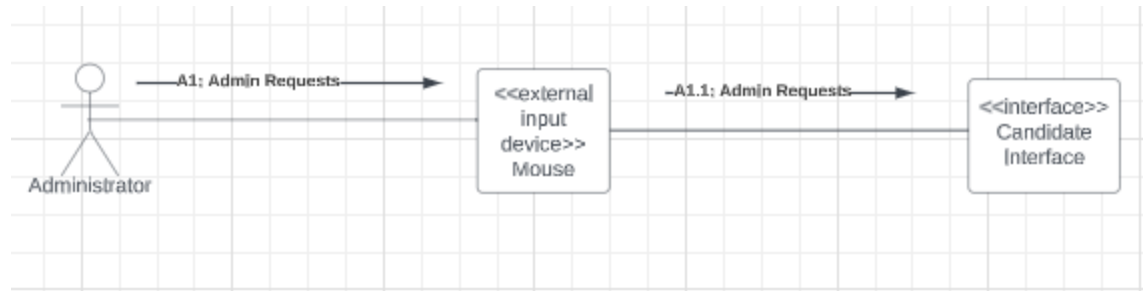 A1: Admin Requests
A1.1: Admin Requests
<<external
input
device>>
Mouse
<<interface>>
Candidate
Interface
Administrator